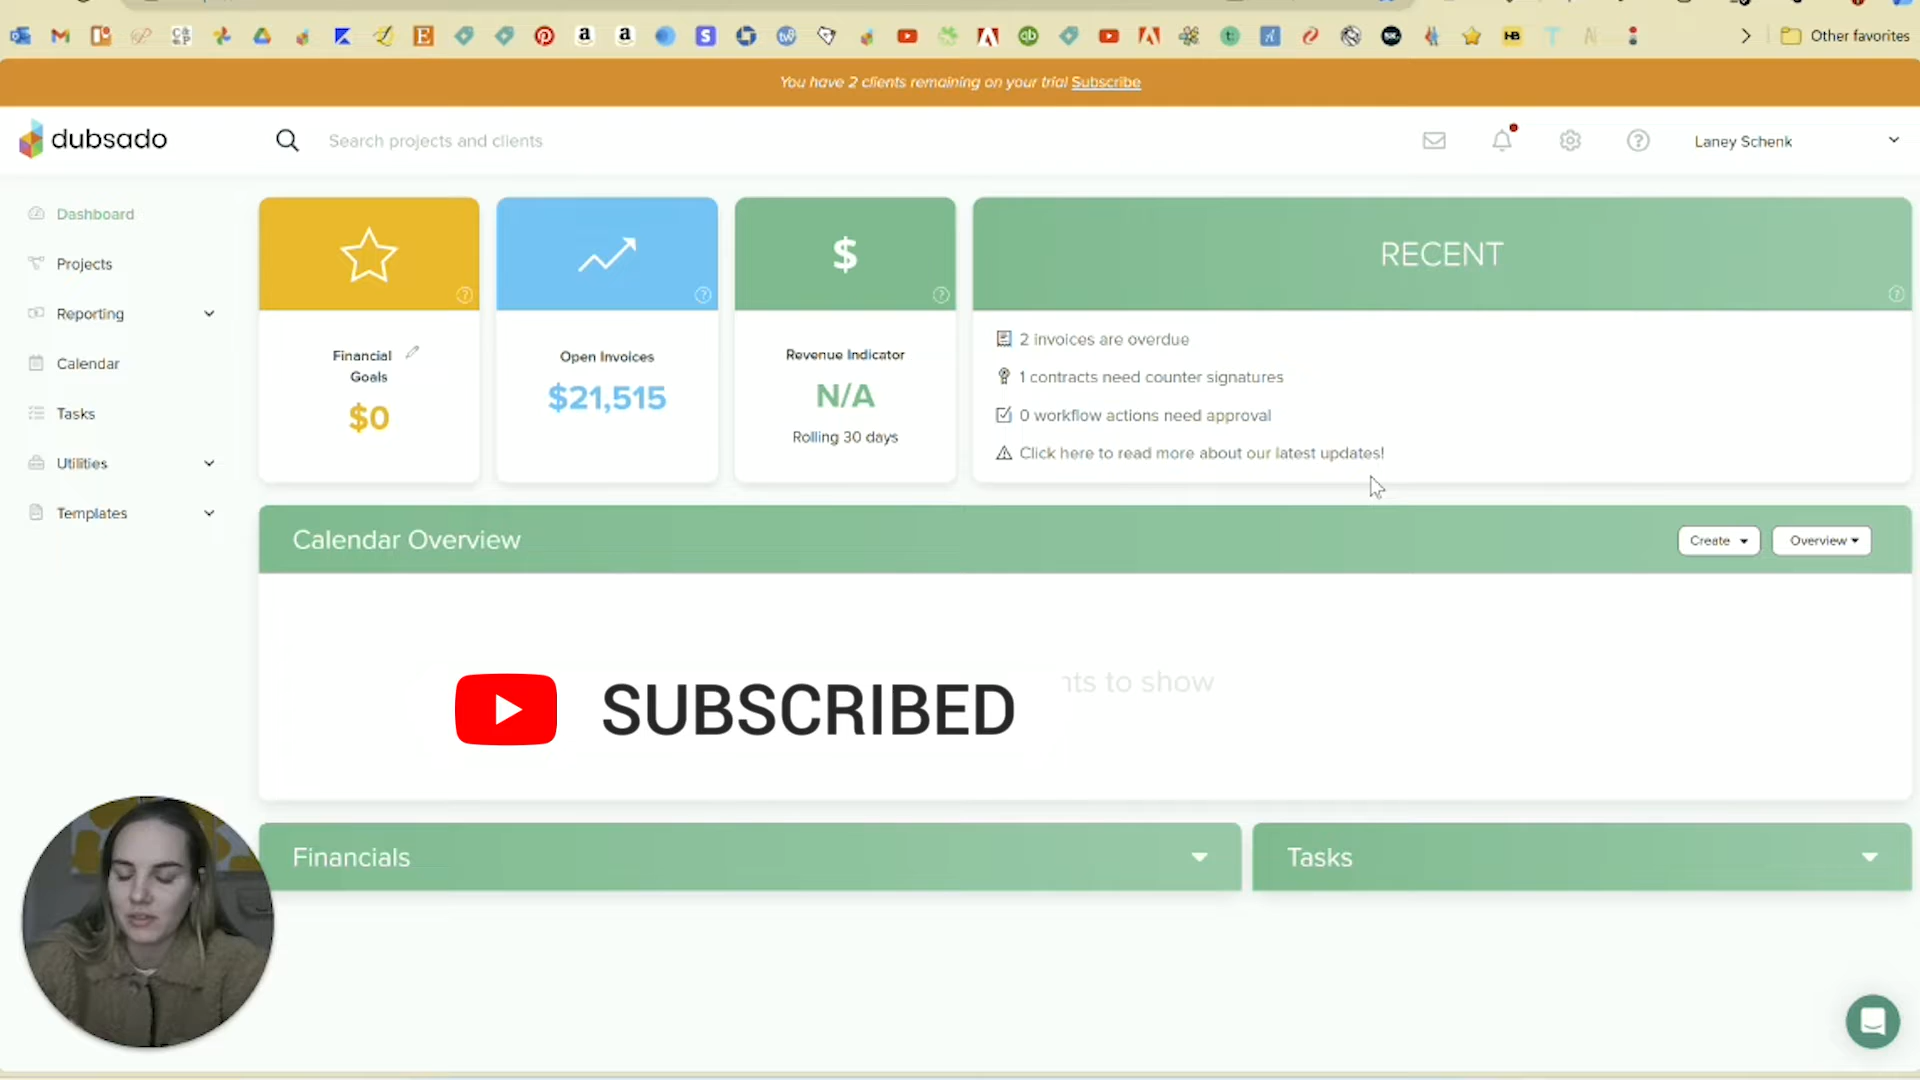 Other favorites
You have 2 clients remaining on your trial Subscribe
dubsado
Search projects and clients
Laney Schenk
Dashboard
Projects
Reporting
Calendar
Tasks
Utilities
Templates
Financial
Goals
$0
Open Invoices
$21,515
$
Revenue Indicator
N/A
Rolling 30 days
RECENT
2 invoices are overdue
1 contracts need counter signatures
0 workflow actions need approval
Click here to read more about our latest updates!
Calendar Overview
Create
Overview
to show
SUBSCRIBED
Financials
Tasks